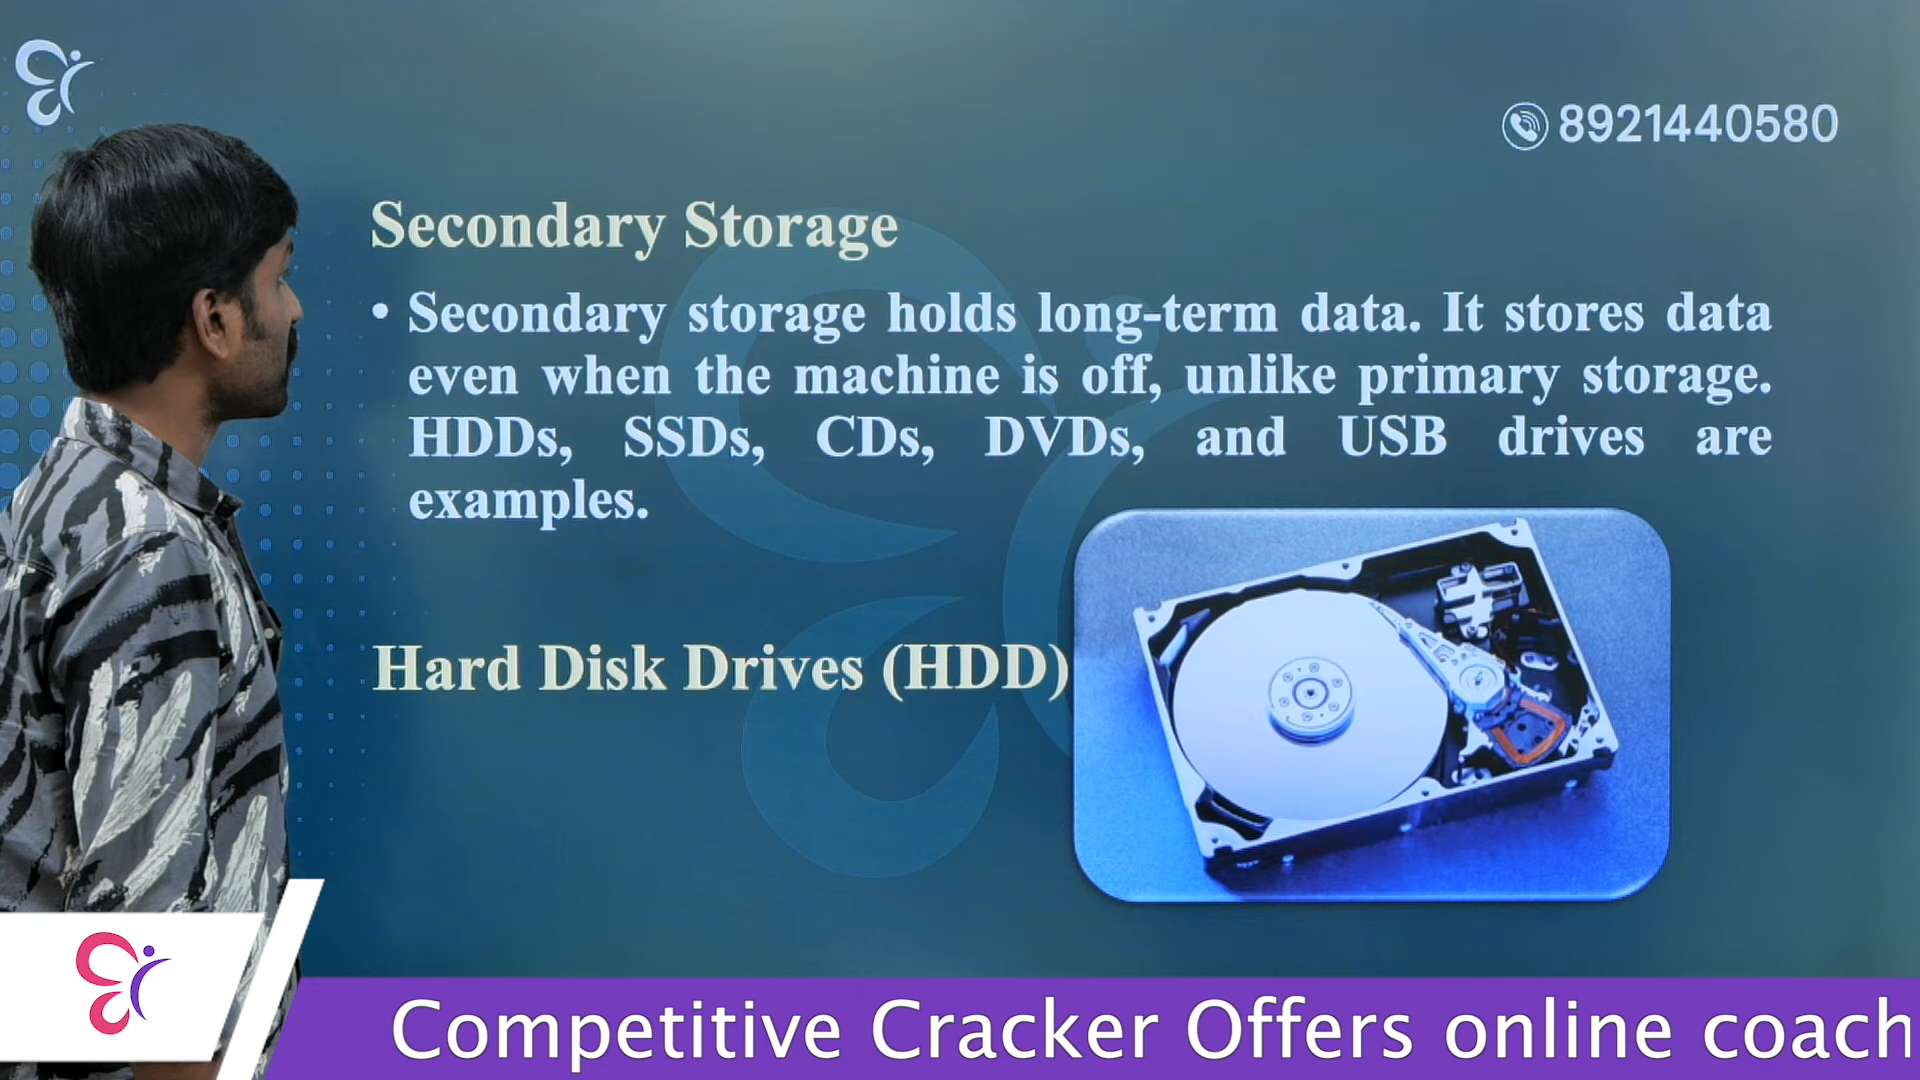 8921440580
Secondary Storage
• Secondary storage holds long-term data. It stores data
even when the machine is off, unlike primary storage.
HDDs, SSDs, CDs, DVDs, and USB drives are
examples.
Hard Disk Drives (HDD)
Competitive Cracker Offers online coach